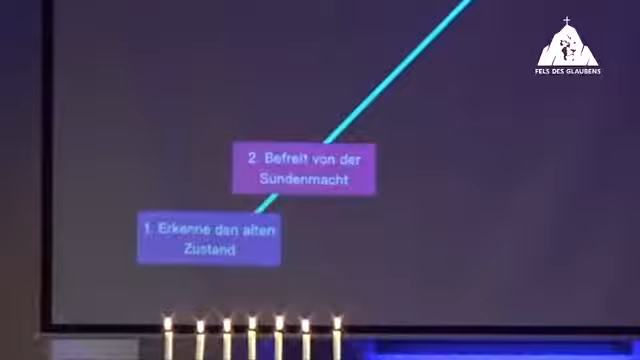 FELS DES GLAUBENS
2. Befreit von der
Sündenmacht
1. Erkenne den alten
Zustand